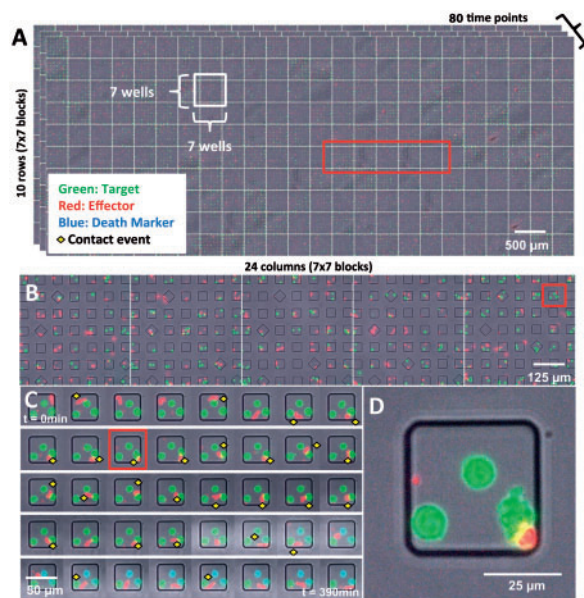 80 time points
A
7 wells
7 wells
10 rows (7x7 blocks)
Green: Target
Red: Effector
Blue: Death Marker
Contact event
500 µm
24 columns (7x7 blocks)
B
125 µm
C
t = 0min
D
50 µm
t = 390min
25 µm